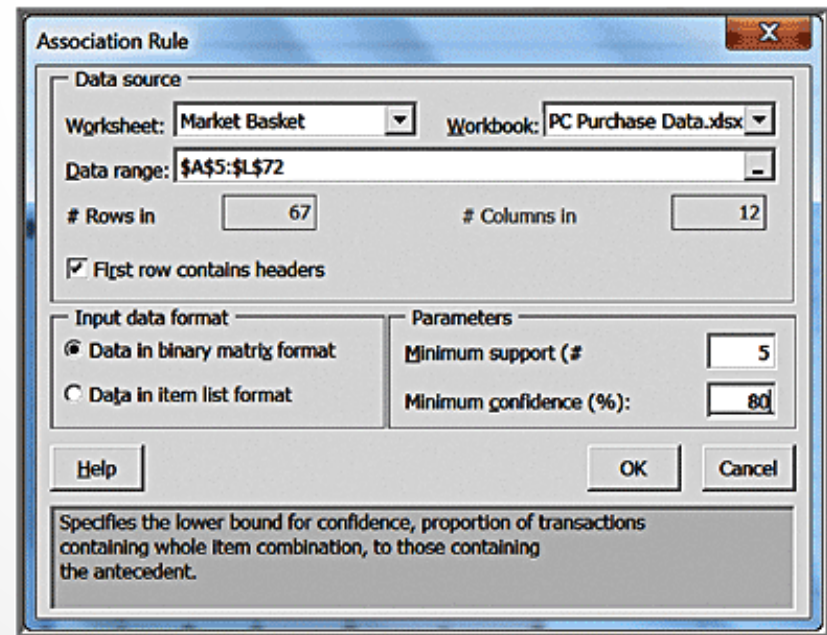 Association Rule
Data source
Worksheet: Market Basket Workbook: PC Purchase Data.xlsx
Data range: $A$5:$L$72
# Rows in 67 # Columns in 12
First row contains headers
Input data format Parameters
Data in binary matrix format Minimum support (# 5
Data in item list format Minimum confidence (%): 80
Help OK Cancel
Specifies the lower bound for confidence, proportion of transactions
containing whole item combination, to those containing
the antecedent.